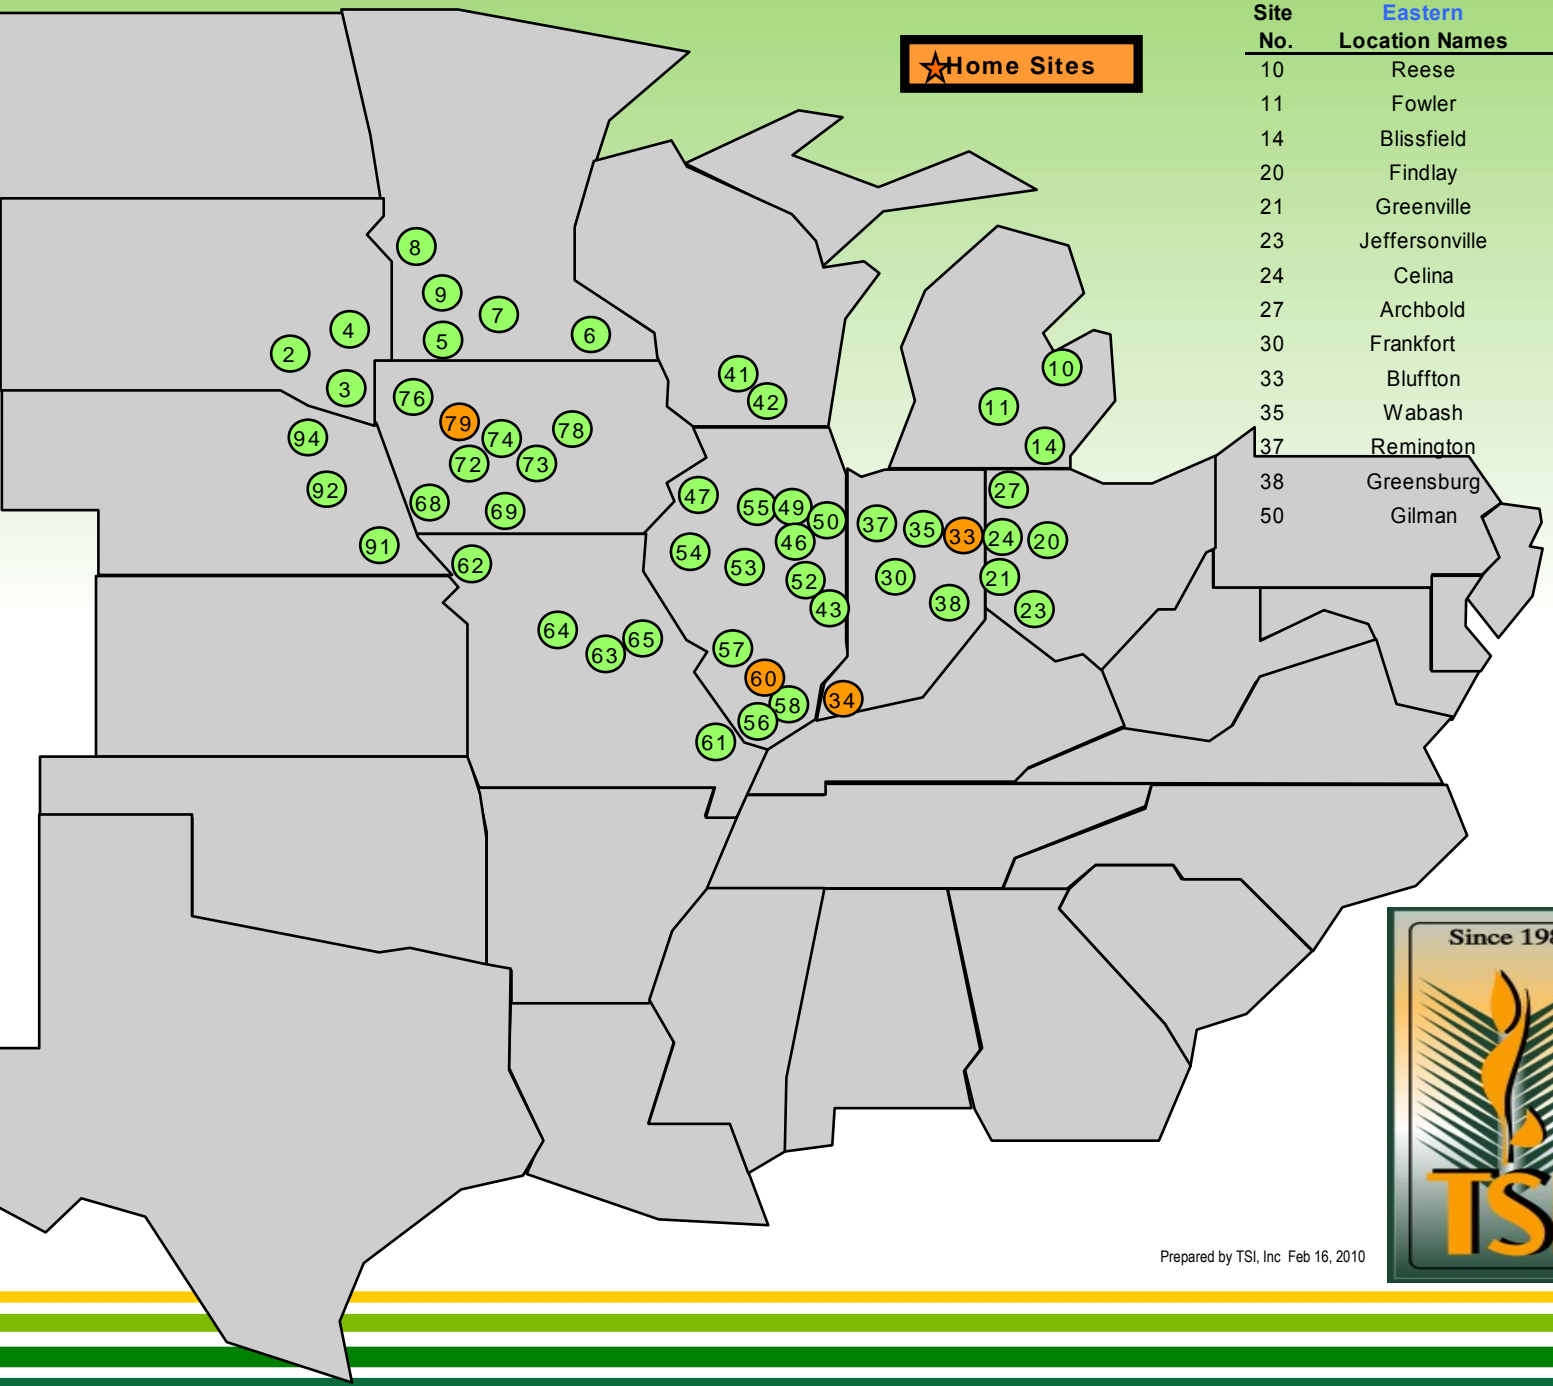 Site Eastern
No. Location Names
10 Reese
11 Fowler
14 Blissfield
20 Findlay
21 Greenville
23 Jeffersonville
24 Celina
27 Archbold
30 Frankfort
33 Bluffton
35 Wabash
37 Remington
38 Greensburg
50 Gilman
Home Sites
8
9
7
5
6
4
2
3
76
79
74
78
72
73
68
69
94
92
91
62
64
63
65
61
41
42
47
55
49
50
46
54
53
52
43
57
60
58
56
34
37
35
33
30
38
10
11
14
27
24
20
21
23
Since 198
TS
Prepared by TSI, Inc Feb 16, 2010